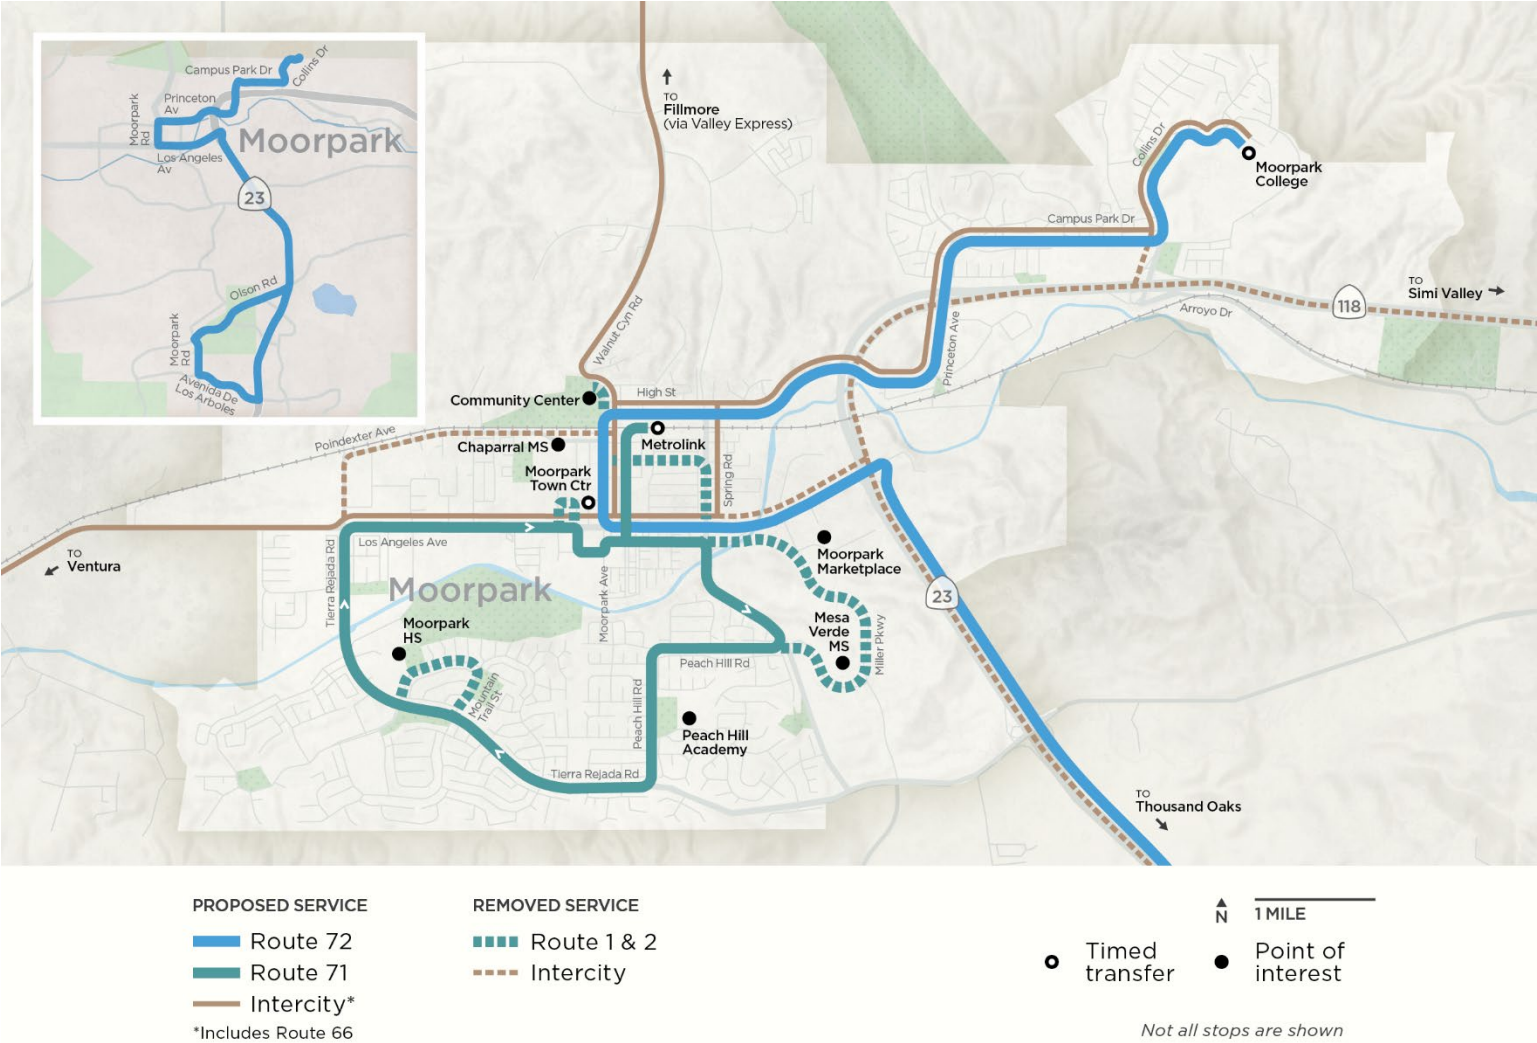 Campus Park Dr
Collins Dr
Princeton
Av
Moorpark
Rd
Moorpark
Los Angeles
Av
23
Olson Rd
Moorpark
Rd
Avenida De
Los Arboles
TO
Fillmore
(via Valley Express)
Collins Dr
Moorpark
College
Campus Park Dr
TO
Simi Valley
118
Arroyo Dr
Walnut Cyn Rd
Princeton Ave
High St
Community Center
Poindexter Ave
Chaparral MS
Metrolink
Moorpark
Town Ctr
Spring Rd
Los Angeles Ave
TO
Ventura
Tierra Rejada Rd
Moorpark
Moorpark Ave
Moorpark
Marketplace
23
Moorpark
HS
Mesa
Verde
MS
Miller Pkwy
Peach Hill Rd
Mountain
Trail St
Peach Hill Rd
Peach Hill
Academy
Tierra Rejada Rd
TO
Thousand Oaks
PROPOSED SERVICE
Route 72
Route 71
Intercity*
*Includes Route 66
REMOVED SERVICE
Route 1 & 2
Intercity
N
1 MILE
Timed
transfer
Point of
interest
Not all stops are shown